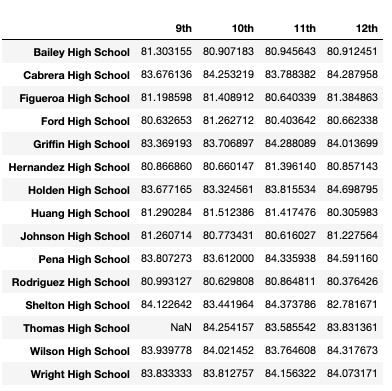 9th 10th 11th 12th
Bailey High School 81.303155 80.907183 80.945643 80.912451
Cabrera High School 83.676136 84.253219 83.788382 84.287958
Figueroa High School 81.198598 81.408912 80.640339 81.384863
Ford High School 80.632653 81.262712 80.403642 80.662338
Griffin High School 83.369193 83.706897 84.288089 84.013699
Hernandez High School 80.866860 80.660147 81.396140 80.857143
Holden High School 83.677165 83.324561 83.815534 84.698795
Huang High School 81.290284 81.512386 81.417476 80.305983
Johnson High School 81.260714 80.773431 80.616027 81.227564
Pena High School 83.807273 83.612000 84.335938 84.591160
Rodriguez High School 80.993127 80.629808 80.864811 80.376426
Shelton High School 84.122642 83.441964 84.373786 82.781671
Thomas High School NaN 84.254157 83.585542 83.831361
Wilson High School 83.939778 84.021452 83.764608 84.317673
Wright High School 83.833333 83.812757 84.156322 84.073171